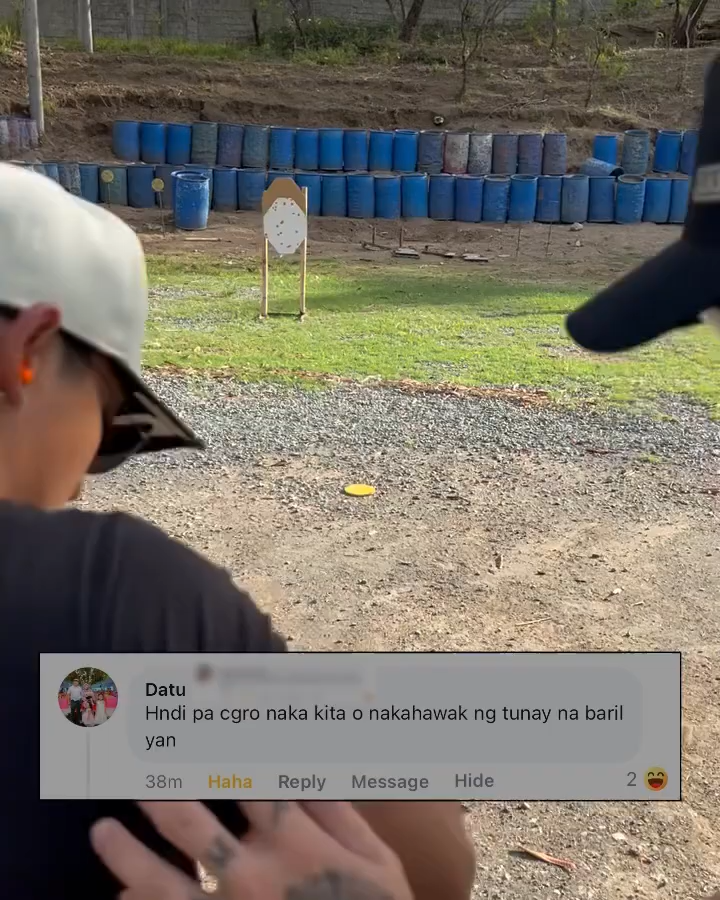 Datu
Hndi pa cgro naka kita o nakahawak ng tunay na baril
yan
38m Haha Reply Message Hide 2